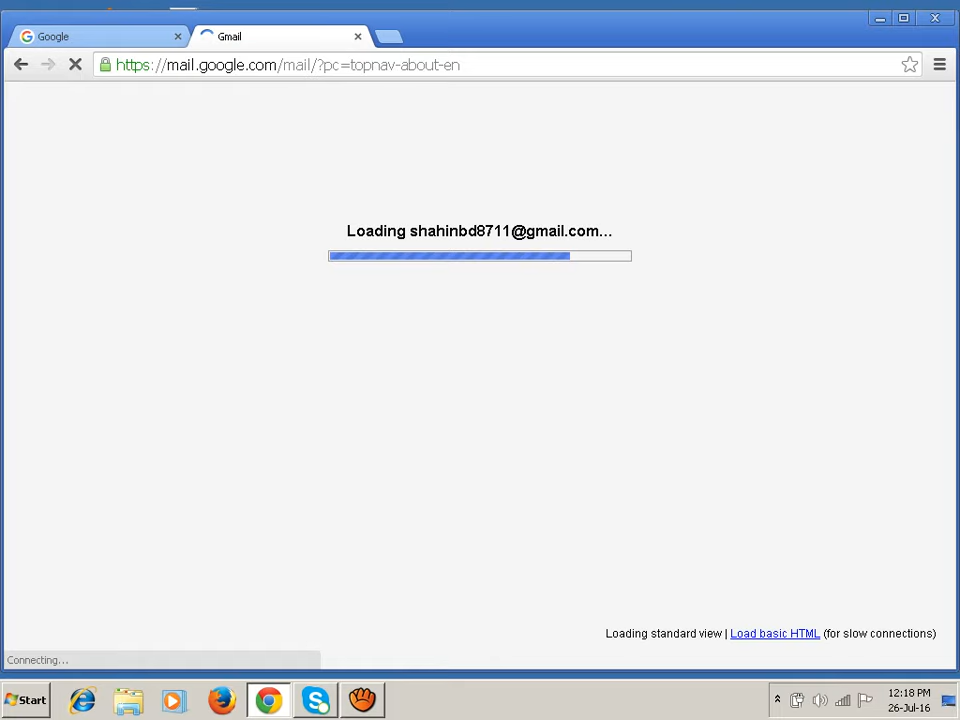 Google
Gmail
https://mail.google.com/mail/?pc=topnav-about-en
Loading shahinbd8711@gmail.com...
Loading standard view | Load basic HTML (for slow connections)
Connecting...
Start
12:18 PM
26-Jul-16